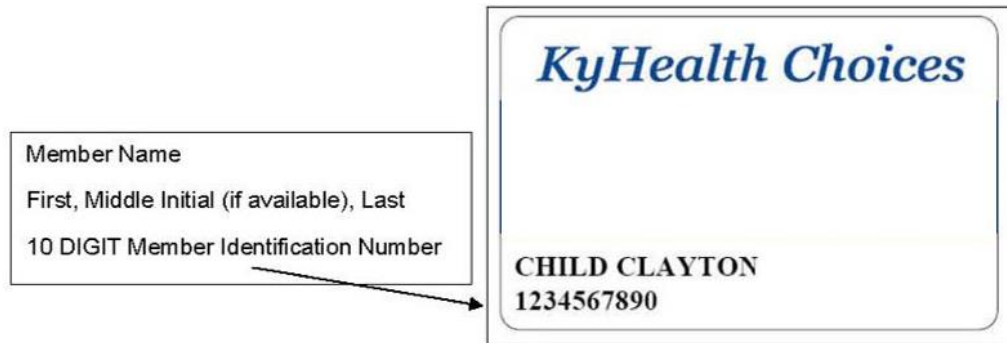 KyHealth Choices
Member Name
First, Middle Initial (if available), Last
10 DIGIT Member Identification Number
CHILD CLAYTON
1234567890